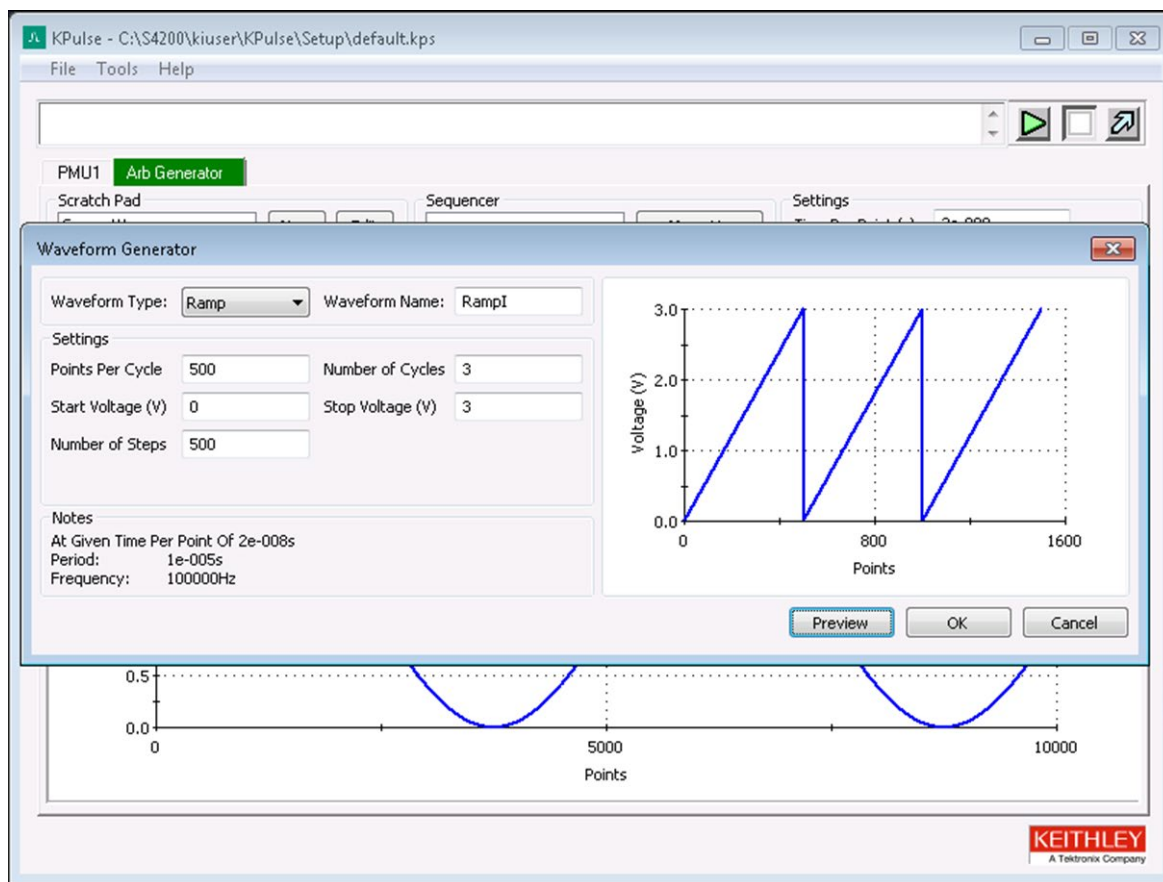 KPulse - C:\S4200\kiuser\KPulse\Setup\default.kps
File Tools Help
PMU1 Arb Generator
Scratch Pad Sequencer Settings
Waveform Generator
Waveform Type: Ramp Waveform Name: RampI
Settings
Points Per Cycle 500 Number of Cycles 3
Start Voltage (V) 0 Stop Voltage (V) 3
Number of Steps 500
Notes
At Given Time Per Point Of 2e-008s
Period: 1e-005s
Frequency: 100000Hz
3.0
2.0
1.0
0.0
Voltage (V)
0 800 1600
Points
Preview OK Cancel
0.5
0.0
0 5000 10000
Points
KEITHLEY
A Tektronix Company